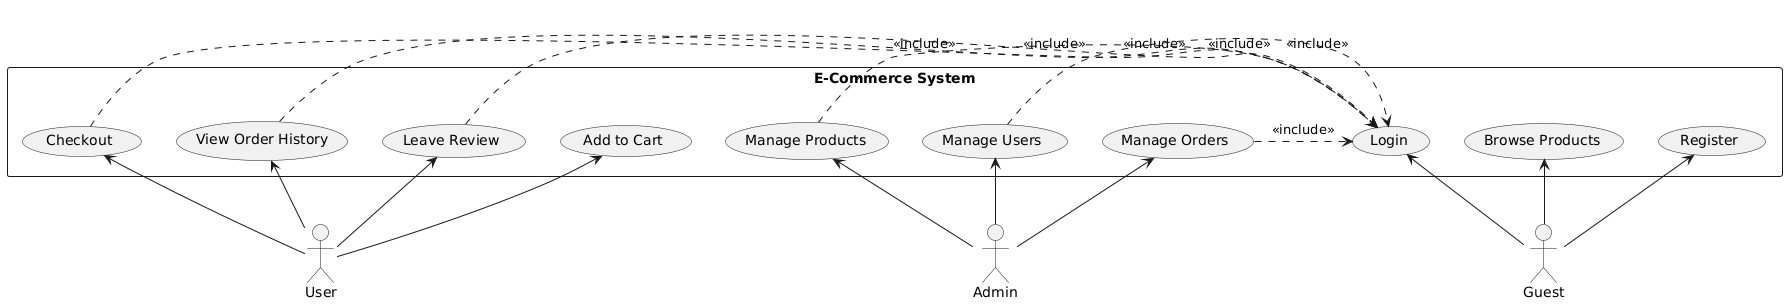 «include» «include» «include» «include» «include»
E-Commerce System
«include»
Checkout View Order History Leave Review Add to Cart Manage Products Manage Users Manage Orders Login Browse Products Register
User Admin Guest